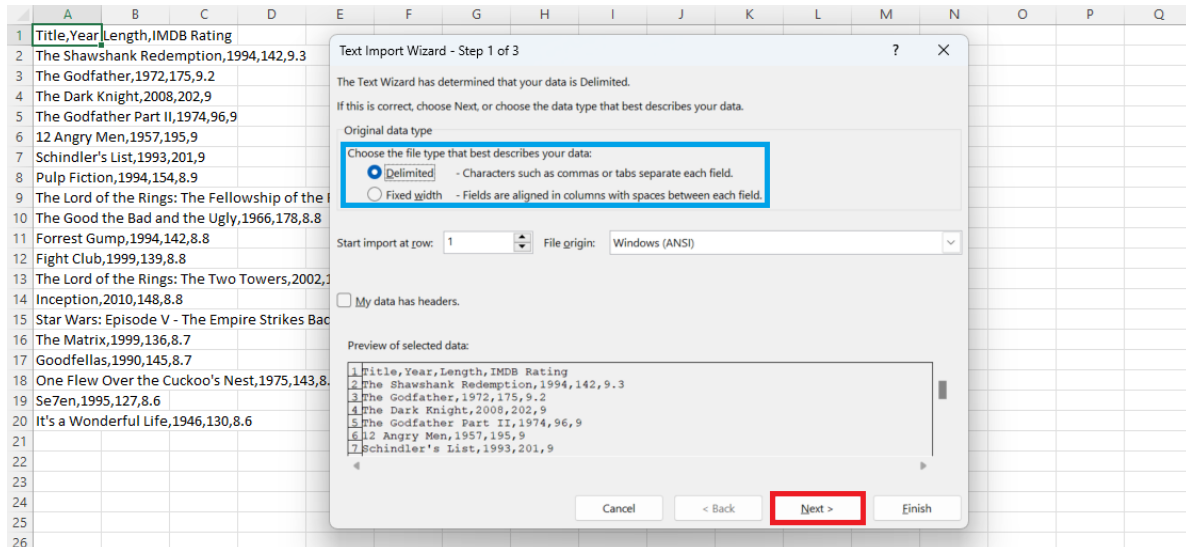 A B C D E F G H I J K L M N O P Q
1 Title,Year,Length,IMDB Rating
2 The Shawshank Redemption,1994,142,9.3
3 The Godfather,1972,175,9.2
4 The Dark Knight,2008,202,9
5 The Godfather Part II,1974,96,9
6 12 Angry Men,1957,195,9
7 Schindler's List,1993,201,9
8 Pulp Fiction,1994,154,8.9
9 The Lord of the Rings: The Fellowship of the
10 The Good the Bad and the Ugly,1966,178,8.8
11 Forrest Gump,1994,142,8.8
12 Fight Club,1999,139,8.8
13 The Lord of the Rings: The Two Towers,2002,1
14 Inception,2010,148,8.8
15 Star Wars: Episode V - The Empire Strikes Bac
16 The Matrix,1999,136,8.7
17 Goodfellas,1990,145,8.7
18 One Flew Over the Cuckoo's Nest,1975,143,8.
19 Se7en,1995,127,8.6
20 It's a Wonderful Life,1946,130,8.6
21
22
23
24
25
26
Text Import Wizard - Step 1 of 3 ? ×
The Text Wizard has determined that your data is Delimited.
If this is correct, choose Next, or choose the data type that best describes your data.
Original data type
Choose the file type that best describes your data:
Delimited - Characters such as commas or tabs separate each field.
Fixed width - Fields are aligned in columns with spaces between each field.
Start import at row: 1 File origin: Windows (ANSI)
My data has headers.
Preview of selected data:
1 Title,Year,Length,IMDB Rating
2 The Shawshank Redemption,1994,142,9.3
3 The Godfather,1972,175,9.2
4 The Dark Knight,2008,202,9
5 The Godfather Part II,1974,96,9
6 12 Angry Men,1957,195,9
7 Schindler's List,1993,201,9
Cancel < Back Next > Finish